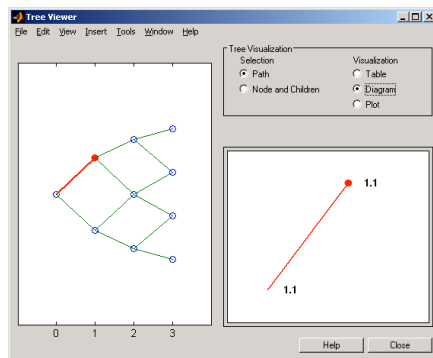 Tree Viewer
File Edit View Insert Tools Window Help
Tree Visualization
Selection
Visualization
Path
Table
Node and Children
Diagram
Plot
1.1
1.1
0 1 2 3
Help
Close